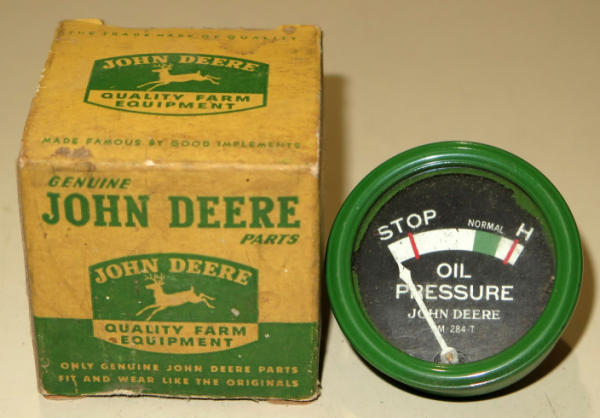 THE TRADE MARK OF QUALITY
JOHN DEERE
QUALITY FARM
EQUIPMENT
MADE FAMOUS BY GOOD IMPLEMENTS
GENUINE
JOHN DEERE
PARTS
JOHN DEERE
QUALITY FARM
EQUIPMENT
ONLY GENUINE JOHN DEERE PARTS
FIT AND WEAR LIKE THE ORIGINALS
STOP
NORMAL
H
OIL
PRESSURE
JOHN DEERE
M-284-T